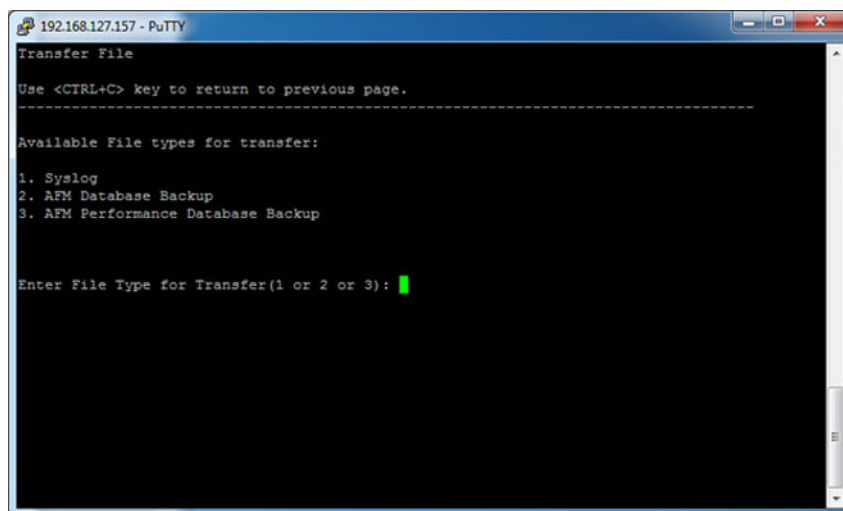 192.168.127.157 - PuTTY
Transfer File
Use <CTRL+C> key to return to previous page.
--------------------------------------------------------------------------------
Available File types for transfer:
1. Syslog
2. AFM Database Backup
3. AFM Performance Database Backup
Enter File Type for Transfer(1 or 2 or 3):